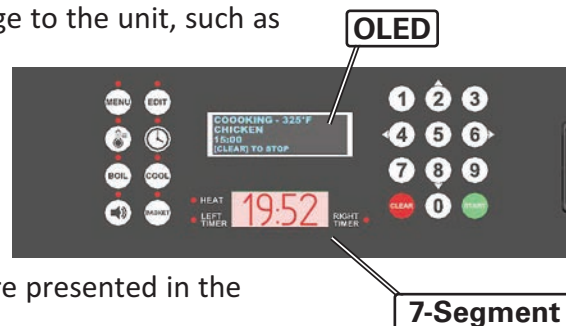 ge to the unit, such as
OLED
MENU EDIT
COOOKING - 325°F
CHICKEN
15:00
[CLEAR] TO STOP
1 2 3
4 5 6
BOIL COOL
7 8 9
HEAT
LEFT
TIMER
19:52
RIGHT
TIMER
BASKET
CLEAR 0 START
re presented in the
7-Segment